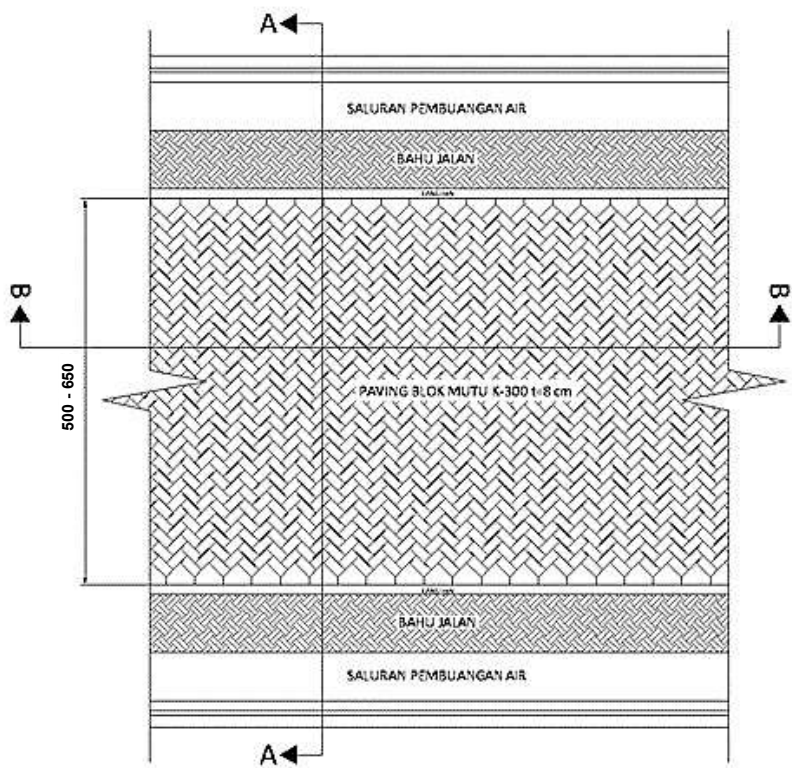 A
SALURAN PEMBUANGAN AIR
BAHU JALAN
B
B
500 - 650
PAVING BLOK MUTU K-300 t=8 cm
BAHU JALAN
SALURAN PEMBUANGAN AIR
A